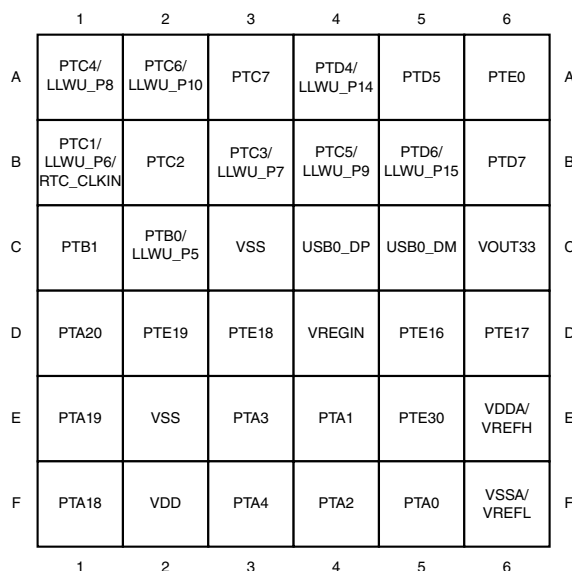 1 2 3 4 5 6
A PTC4/ LLWU_P8 PTC6/ LLWU_P10 PTC7 PTD4/ LLWU_P14 PTD5 PTE0 A
B PTC1/ LLWU_P6/ RTC_CLKIN PTC2 PTC3/ LLWU_P7 PTC5/ LLWU_P9 PTD6/ LLWU_P15 PTD7 B
C PTB1 PTB0/ LLWU_P5 VSS USB0_DP USB0_DM VOUT33 C
D PTA20 PTE19 PTE18 VREGIN PTE16 PTE17 D
E PTA19 VSS PTA3 PTA1 PTE30 VDDA/ VREFH E
F PTA18 VDD PTA4 PTA2 PTA0 VSSA/ VREFL F
1 2 3 4 5 6